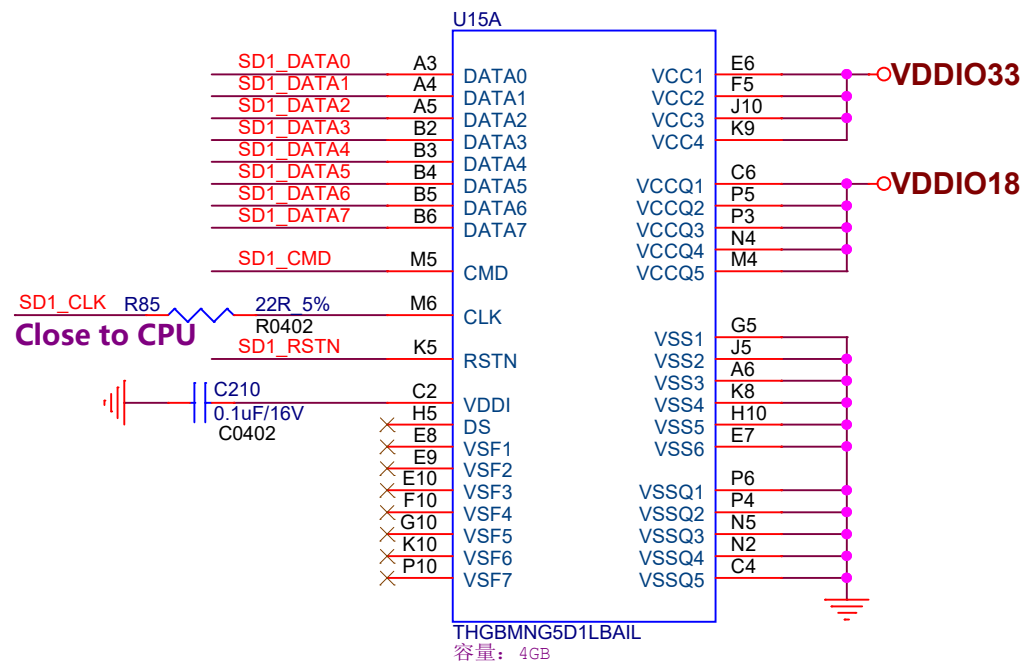 U15A
SD1_DATA0 A3 DATA0
SD1_DATA1 A4 DATA1
SD1_DATA2 A5 DATA2
SD1_DATA3 B2 DATA3
SD1_DATA4 B3 DATA4
SD1_DATA5 B4 DATA5
SD1_DATA6 B5 DATA6
SD1_DATA7 B6 DATA7
SD1_CMD M5 CMD
SD1_CLK R85 22R_5% M6 CLK
R0402
Close to CPU
SD1_RSTN K5 RSTN
C210 C2 VDDI
0.1uF/16V
C0402
H5 DS
E8 VSF1
E9 VSF2
E10 VSF3
F10 VSF4
G10 VSF5
K10 VSF6
P10 VSF7
VCC1 E6 VDDIO33
VCC2 F5
VCC3 J10
VCC4 K9
VCCQ1 C6 VDDIO18
VCCQ2 P5
VCCQ3 P3
VCCQ4 N4
VCCQ5 M4
VSS1 G5
VSS2 J5
VSS3 A6
VSS4 K8
VSS5 H10
VSS6 E7
VSSQ1 P6
VSSQ2 P4
VSSQ3 N5
VSSQ4 N2
VSSQ5 C4
THGBMNG5D1LBAIL
容量: 4GB